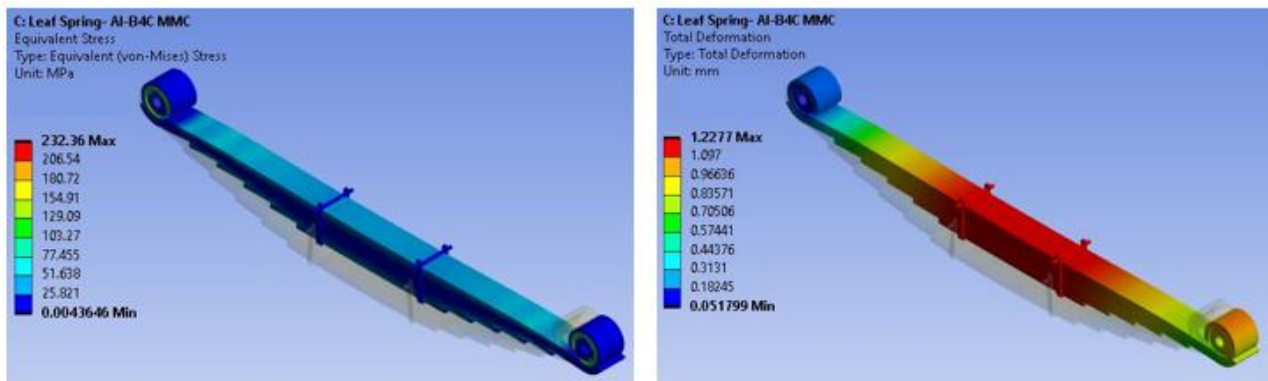 C: Leaf Spring- Al-B4C MMC
Equivalent Stress
Type: Equivalent (von-Mises) Stress
Unit: MPa
232.36 Max
206.54
180.72
154.91
129.09
103.27
77.455
51.638
25.821
0.0043646 Min
C: Leaf Spring- Al-B4C MMC
Total Deformation
Type: Total Deformation
Unit: mm
1.2277 Max
1.097
0.96636
0.83571
0.70506
0.57441
0.44376
0.3131
0.18245
0.051799 Min